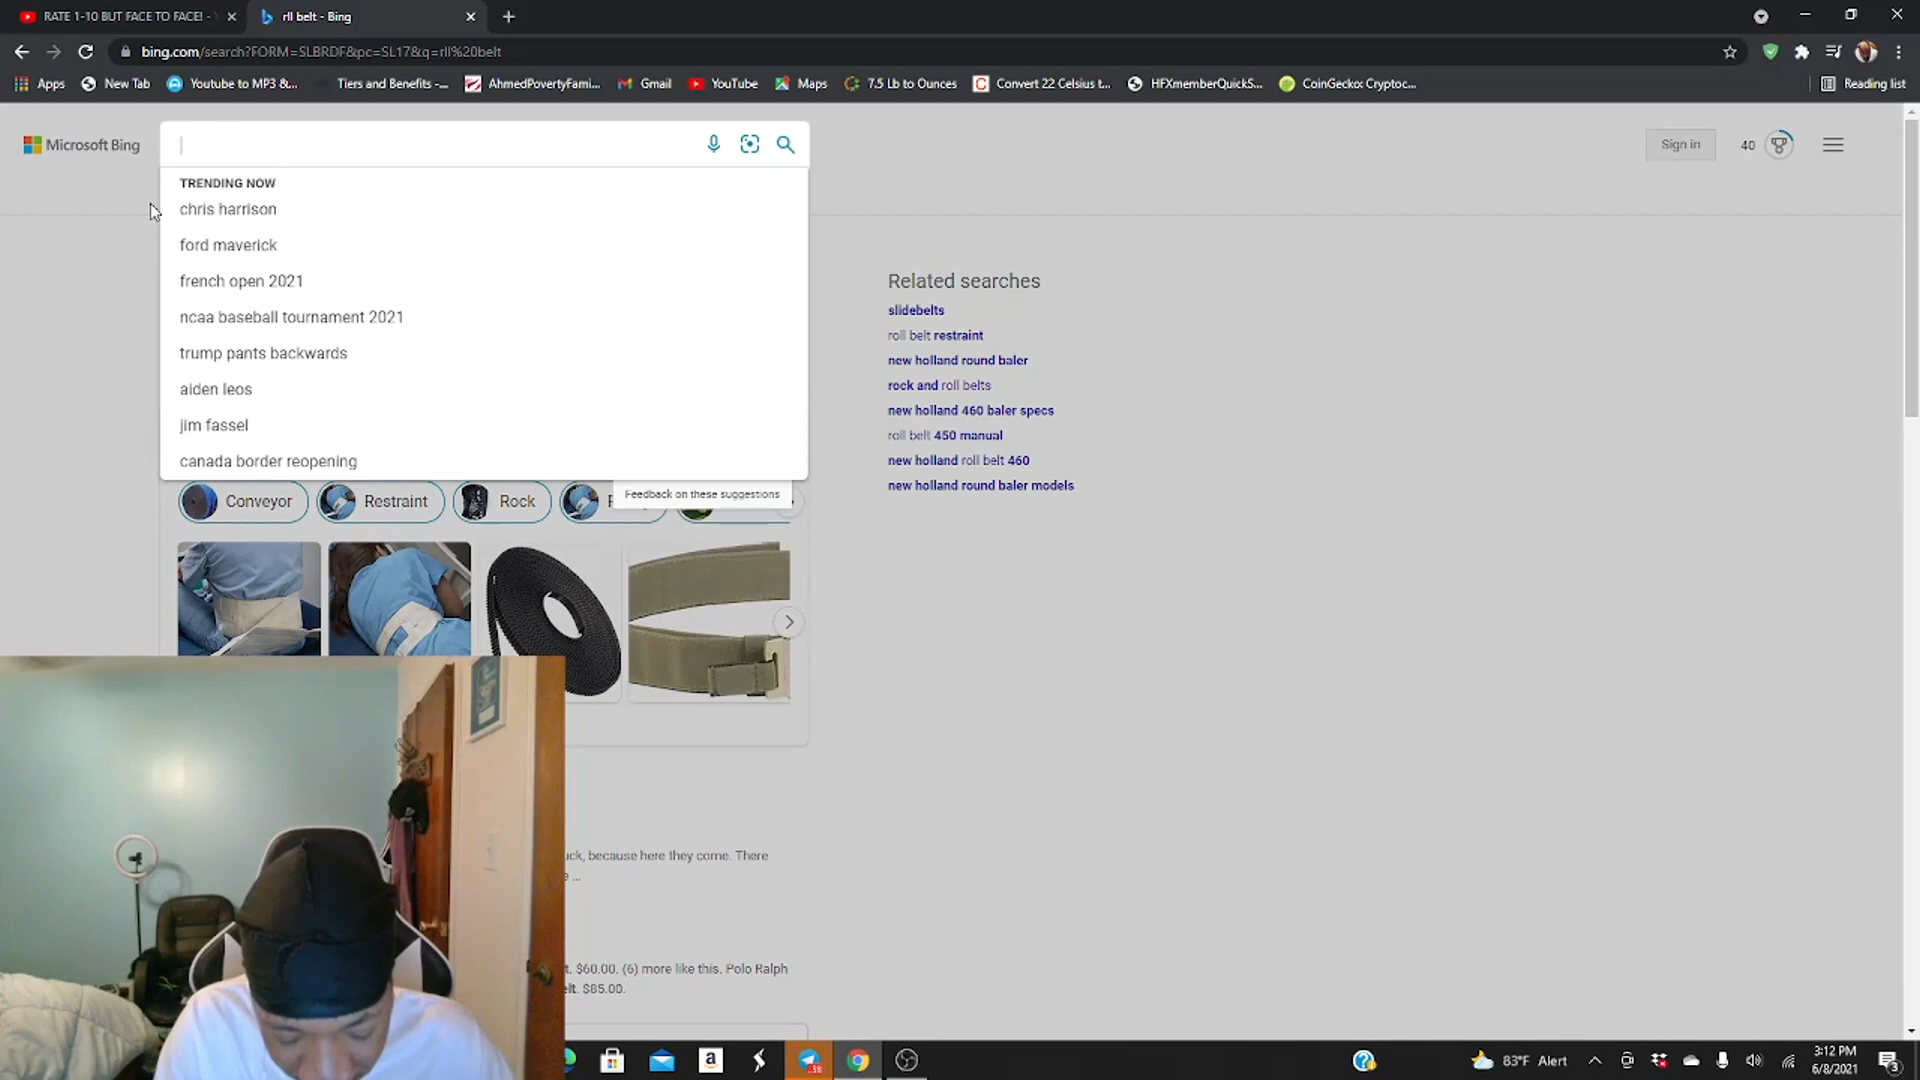 RATE 1-10 BUT FACE TO FACE! -
rll belt - Bing
bing.com/search?FORM=SLBRDF&pc=SL17&q=rll%20belt
Apps
New Tab
Youtube to MP3 &...
Tiers and Benefits -...
AhmedPovertyFami...
Gmail
YouTube
Maps
7.5 Lb to Ounces
Convert 22 Celsius t...
HFXmemberQuickS...
CoinGecko: Cryptoc...
Reading list
Microsoft Bing
Sign in
40
TRENDING NOW
chris harrison
ford maverick
french open 2021
ncaa baseball tournament 2021
trump pants backwards
aiden leos
jim fassel
canada border reopening
Feedback on these suggestions
Related searches
slidebelts
roll belt restraint
new holland round baler
rock and roll belts
new holland 460 baler specs
roll belt 450 manual
new holland roll belt 460
new holland round baler models
Conveyor
Restraint
Rock
uck, because here they come. There
e ...
t. $60.00. (6) more like this. Polo Ralph
elt. $85.00.
83°F Alert
3:12 PM
6/8/2021